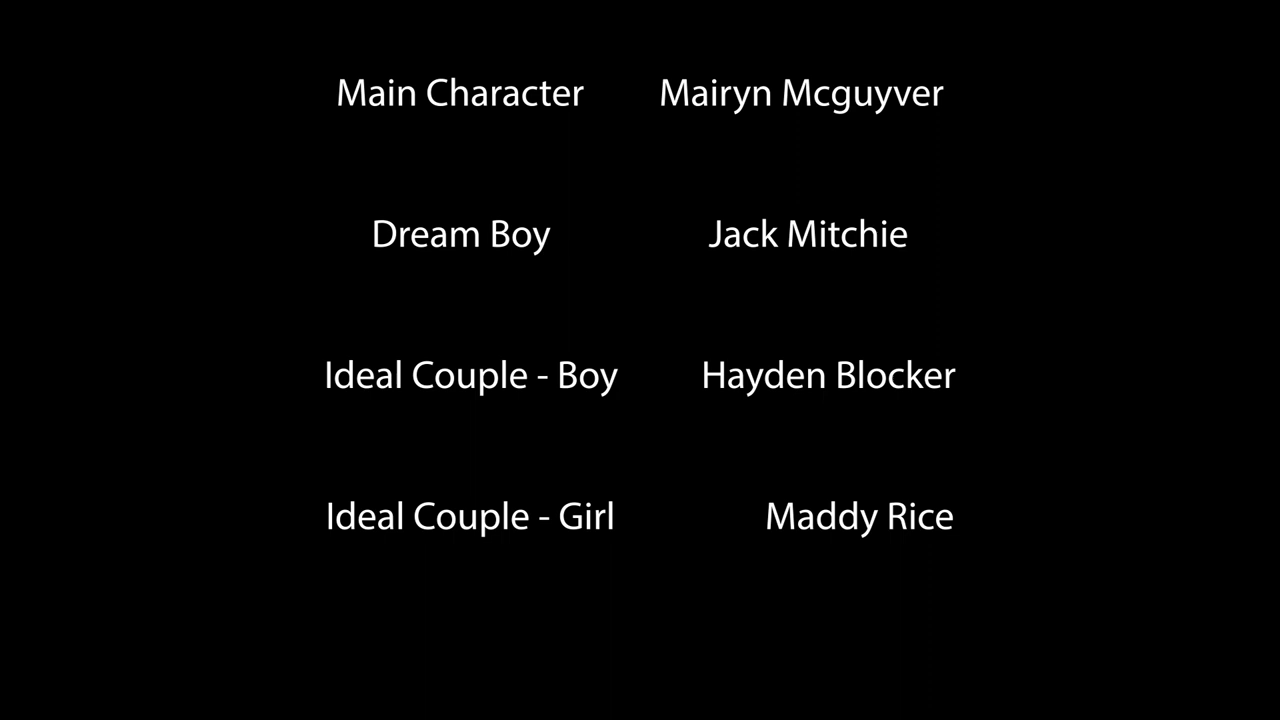 Main Character Mairyn Mcguyver
Dream Boy Jack Mitchie
Ideal Couple - Boy Hayden Blocker
Ideal Couple - Girl Maddy Rice